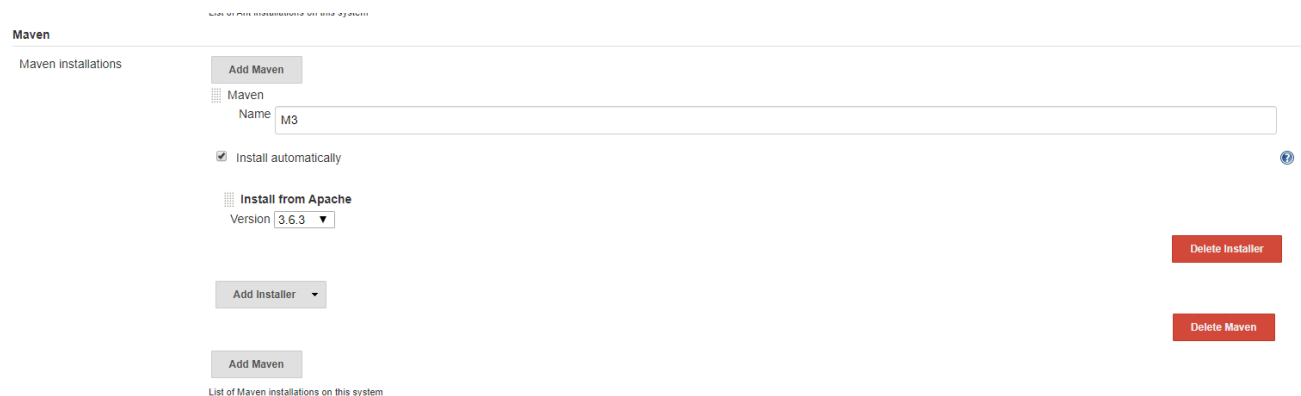 List of Ant installations on this system
Maven
Maven installations
Add Maven
Maven
Name M3
Install automatically
Install from Apache
Version 3.6.3
Delete Installer
Add Installer
Delete Maven
Add Maven
List of Maven installations on this system